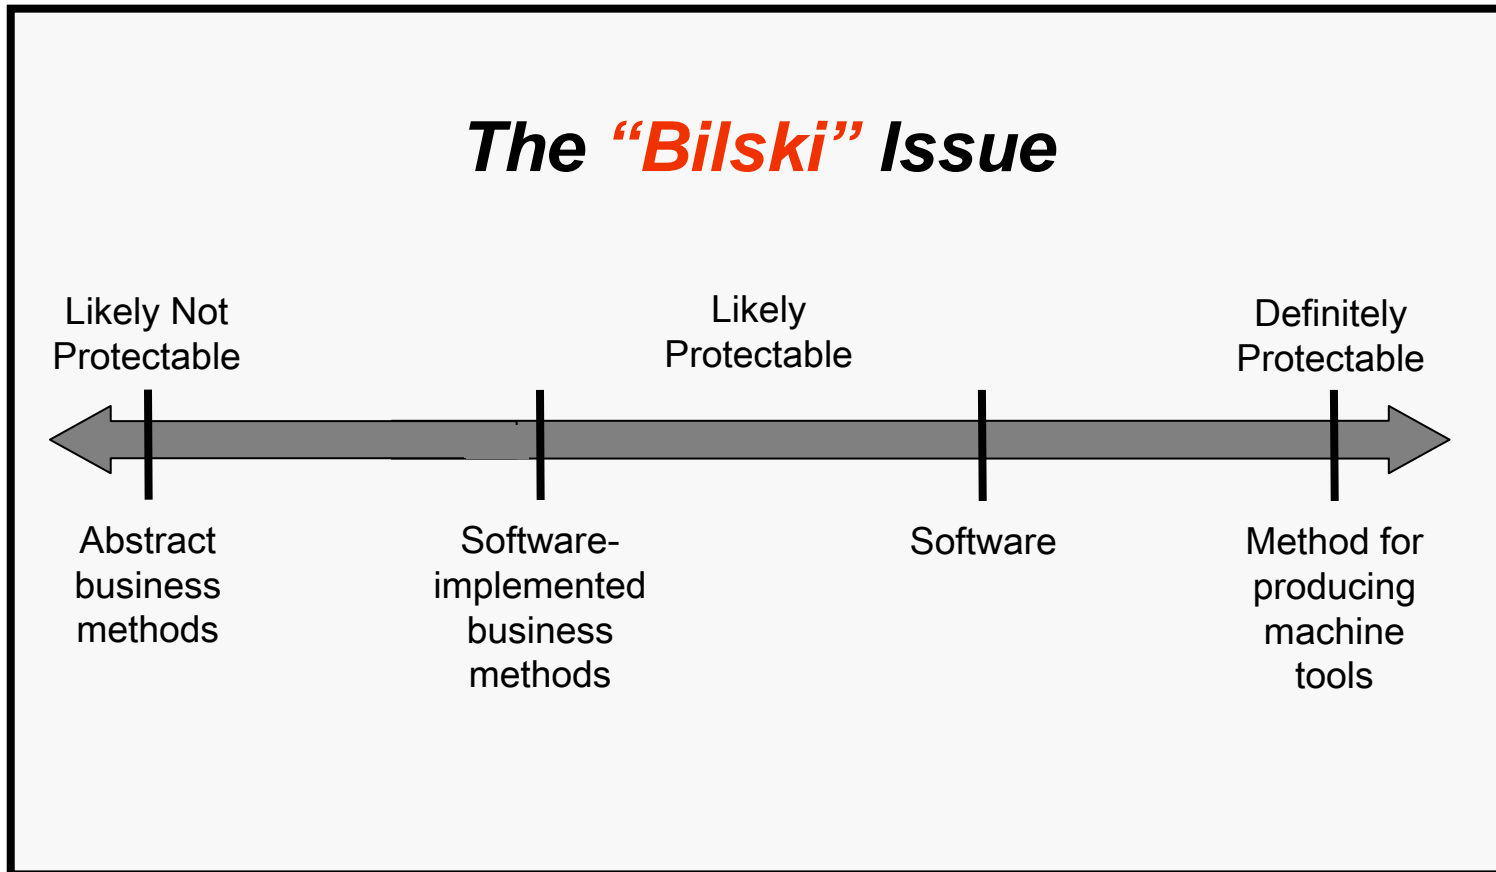 The “Bilski” Issue
Likely Not
Protectable
Likely
Protectable
Definitely
Protectable
Abstract
business
methods
Software-
implemented
business
methods
Software
Method for
producing
machine
tools